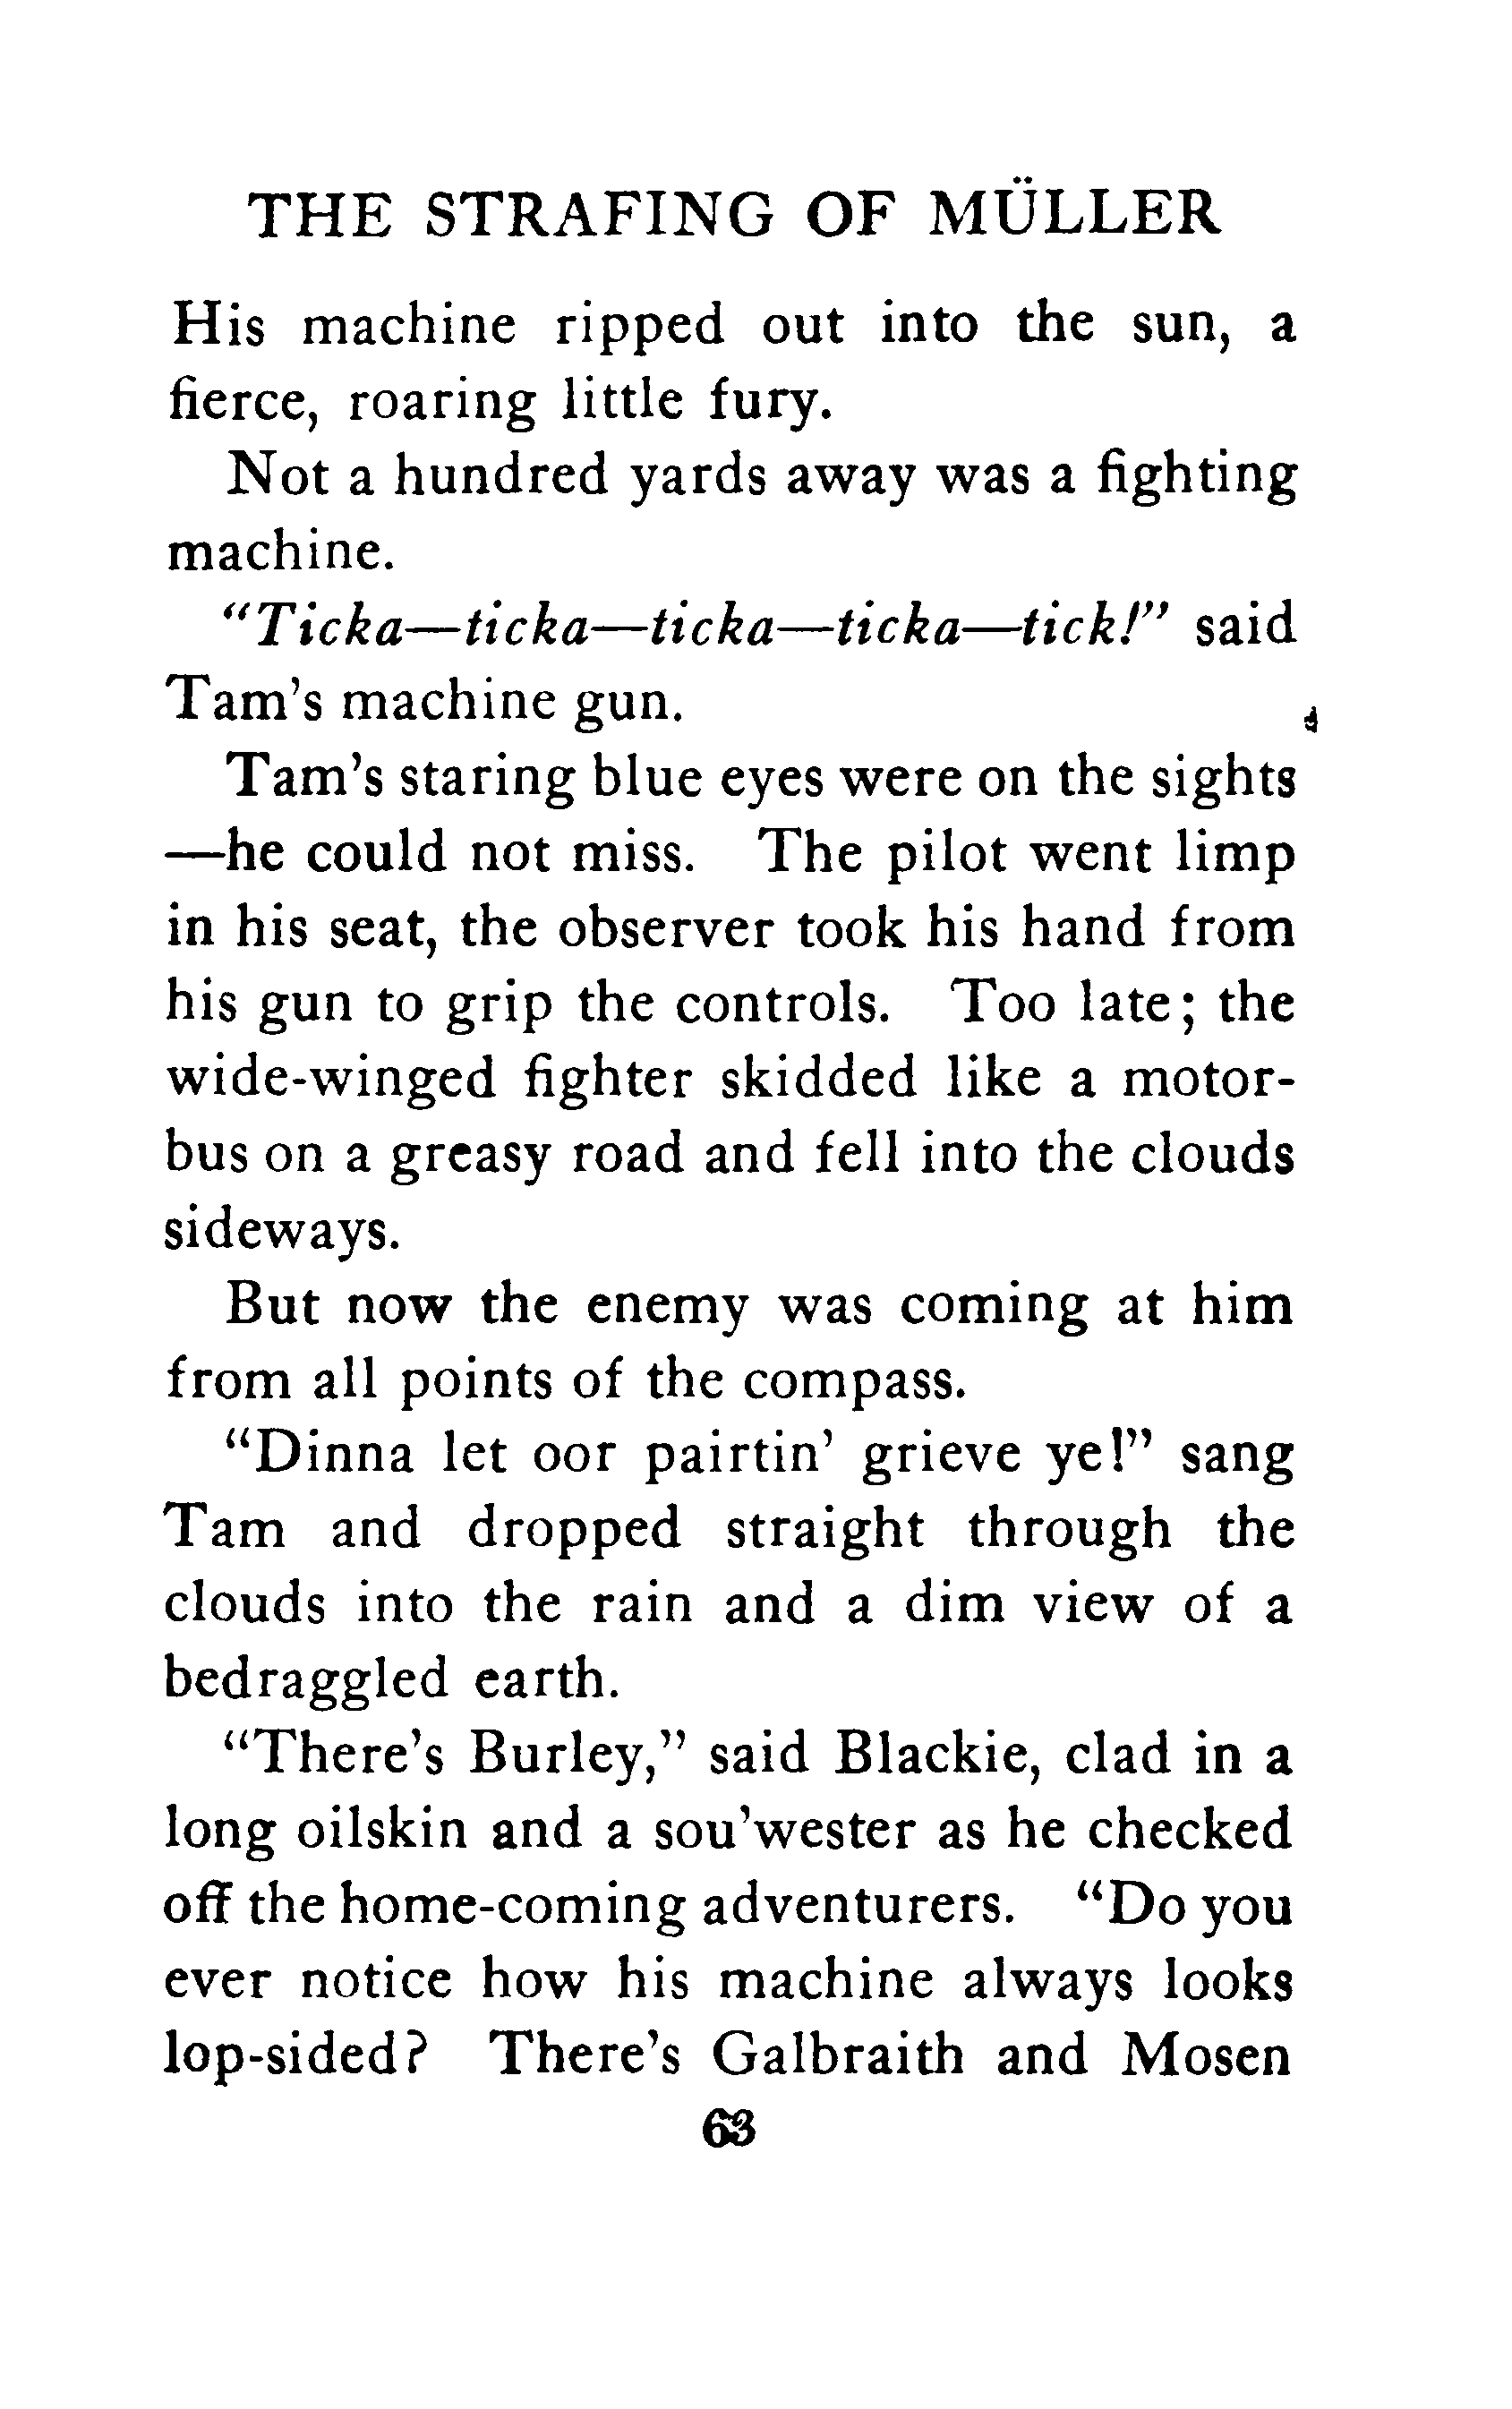 THE STRAFING OF MÜLLER
His machine ripped out into the sun, a
fierce, roaring little fury.
Not a hundred yards away was a fighting
machine.
"Ticka—ticka—ticka—ticka—tick!" said
Tam's machine gun.
Tam's staring blue eyes were on the sights
—he could not miss. The pilot went limp
in his seat, the observer took his hand from
his gun to grip the controls. Too late; the
wide-winged fighter skidded like a motor-
bus on a greasy road and fell into the clouds
sideways.
But now the enemy was coming at him
from all points of the compass.
"Dinna let oor pairtin' grieve ye!" sang
Tam and dropped straight through the
clouds into the rain and a dim view of a
bedraggled earth.
"There's Burley," said Blackie, clad in a
long oilskin and a sou'wester as he checked
off the home-coming adventurers. "Do you
ever notice how his machine always looks
lop-sided? There's Galbraith and Mosen
63